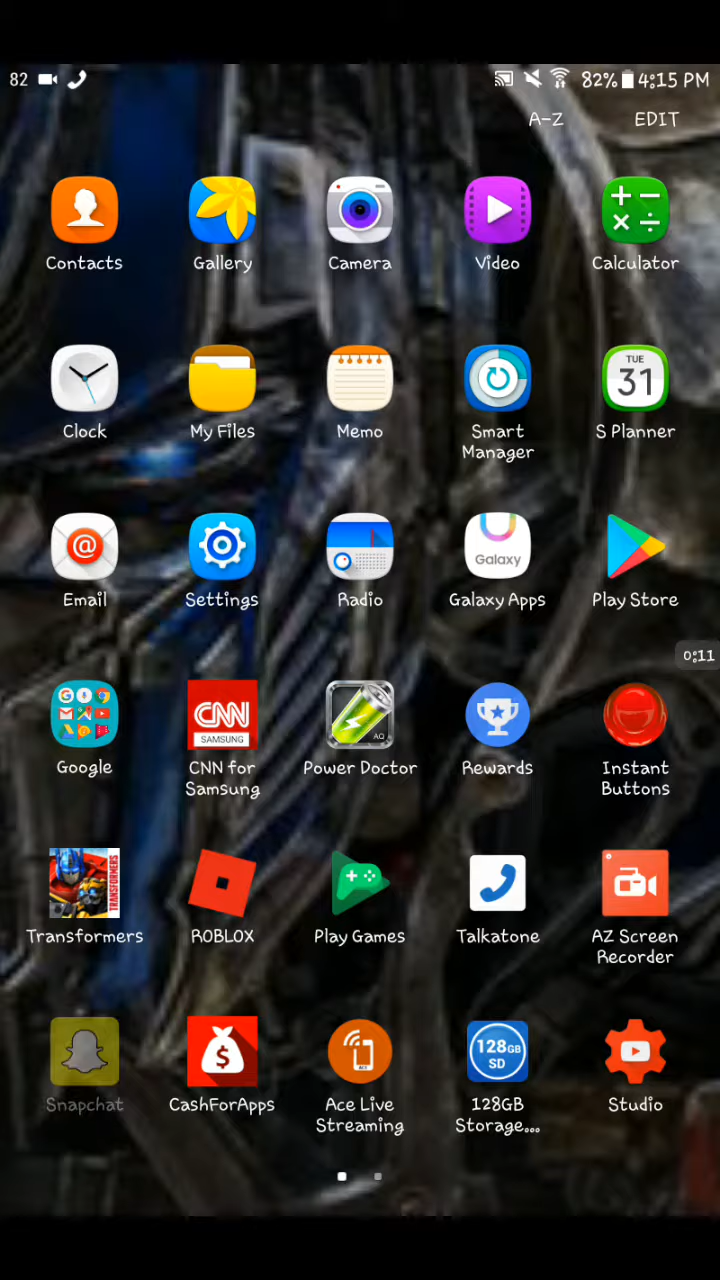 82 82% 4:15 PM
A-Z EDIT
Contacts Gallery Camera Video Calculator
TUE
31
Clock My Files Memo Smart Manager S Planner
@
Galaxy
Email Settings Radio Galaxy Apps Play Store
0:11
G
CNN
SAMSUNG
AQ
Google CNN for Samsung Power Doctor Rewards Instant Buttons
TRANSFORMERS
Transformers ROBLOX Play Games Talkatone AZ Screen Recorder
$
ACE
128GB
SD
Snapchat CashForApps Ace Live Streaming 128GB Storage... Studio